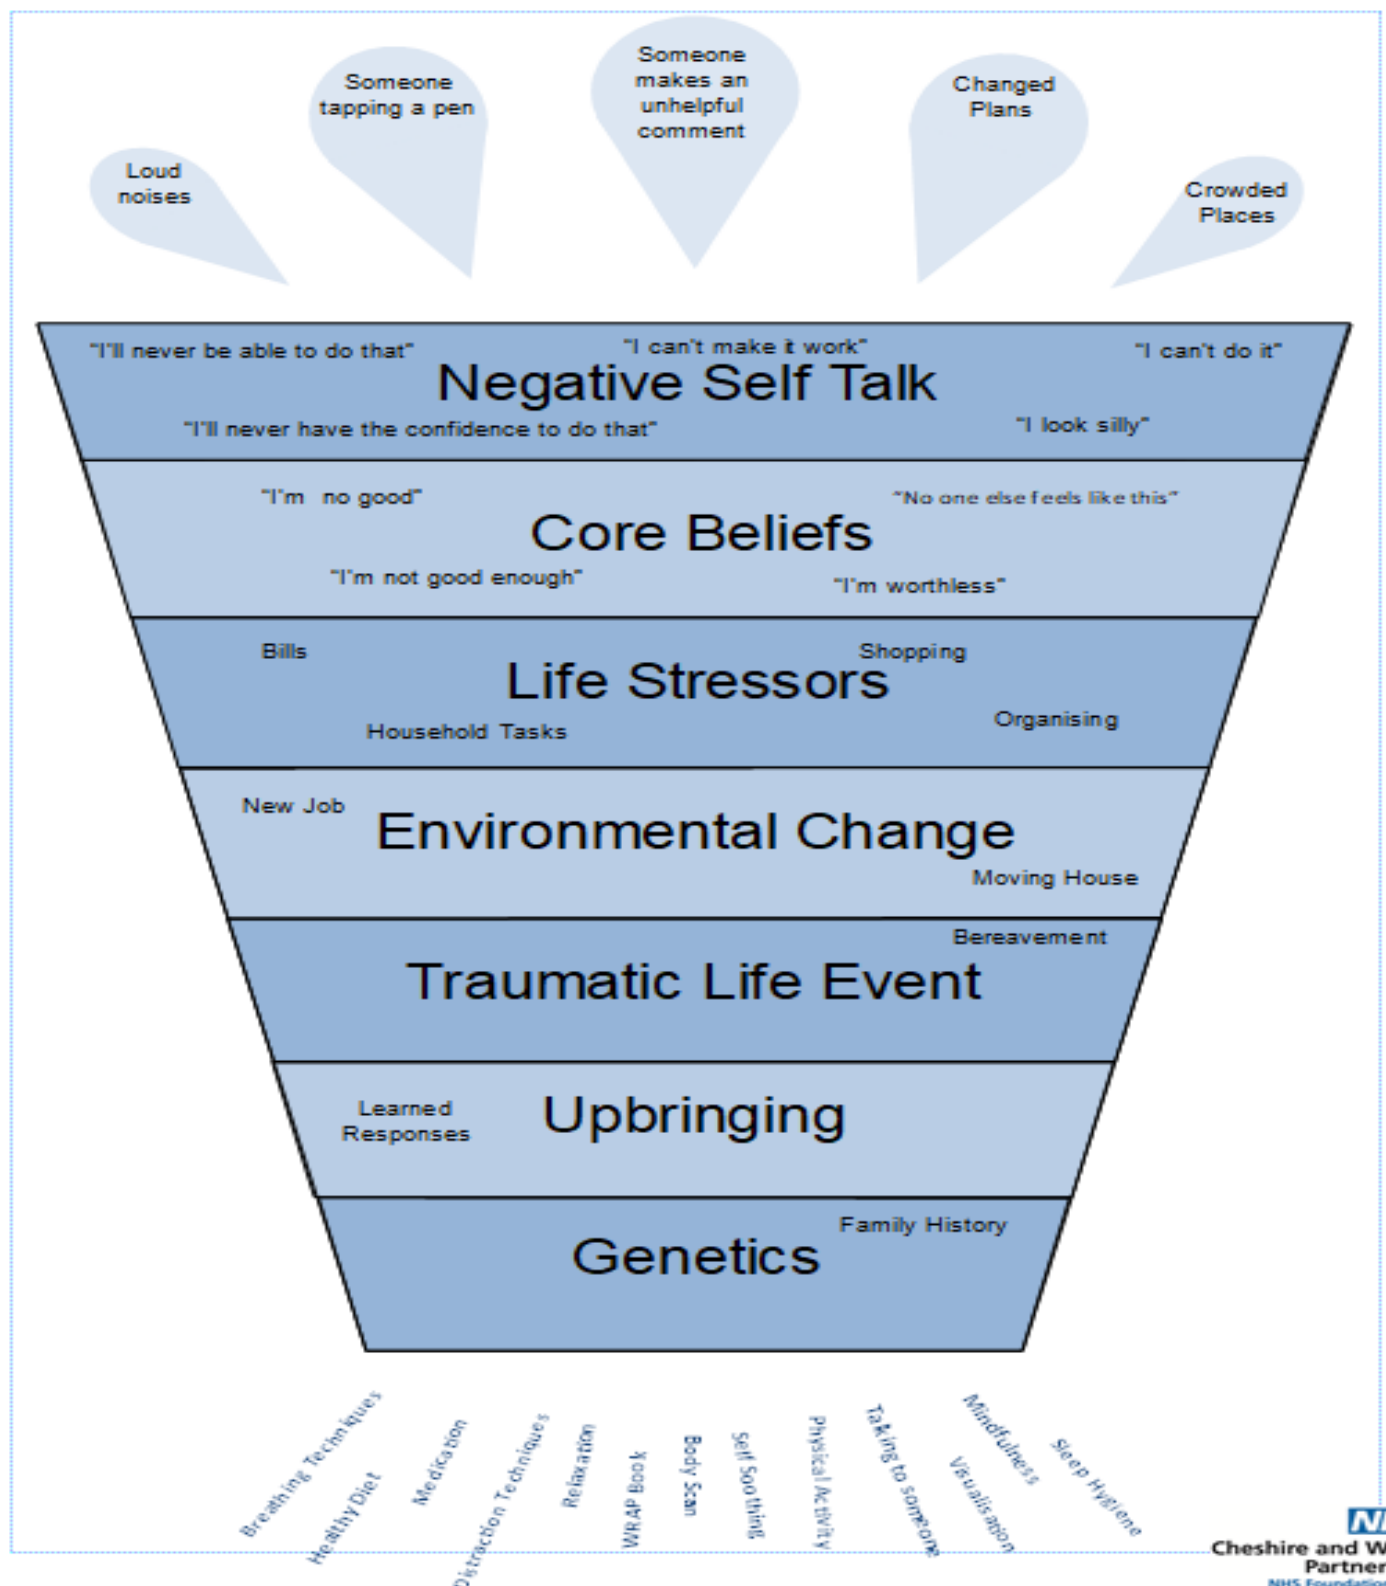 Loud
noises
Someone
tapping a pen
Someone
makes an
unhelpful
comment
Changed
Plans
Crowded
Places
"I'll never be able to do that"
"I can't make it work"
"I can't do it"
Negative Self Talk
"I'll never have the confidence to do that"
"I look silly"
"I'm no good"
"No one else feels like this"
Core Beliefs
"I'm not good enough"
"I'm worthless"
Bills
Shopping
Life Stressors
Household Tasks
Organising
New Job
Environmental Change
Moving House
Bereavement
Traumatic Life Event
Learned
Responses
Upbringing
Family History
Genetics
Breathing Techniques
Healthy Diet
Medication
Distraction Techniques
Relaxation
WRAP Book
Body Scan
Self Soothing
Physical Activity
Talking to someone
Visualisation
Mindfulness
Sleep Hygiene
Cheshire and W
Partner
NHS Foundation